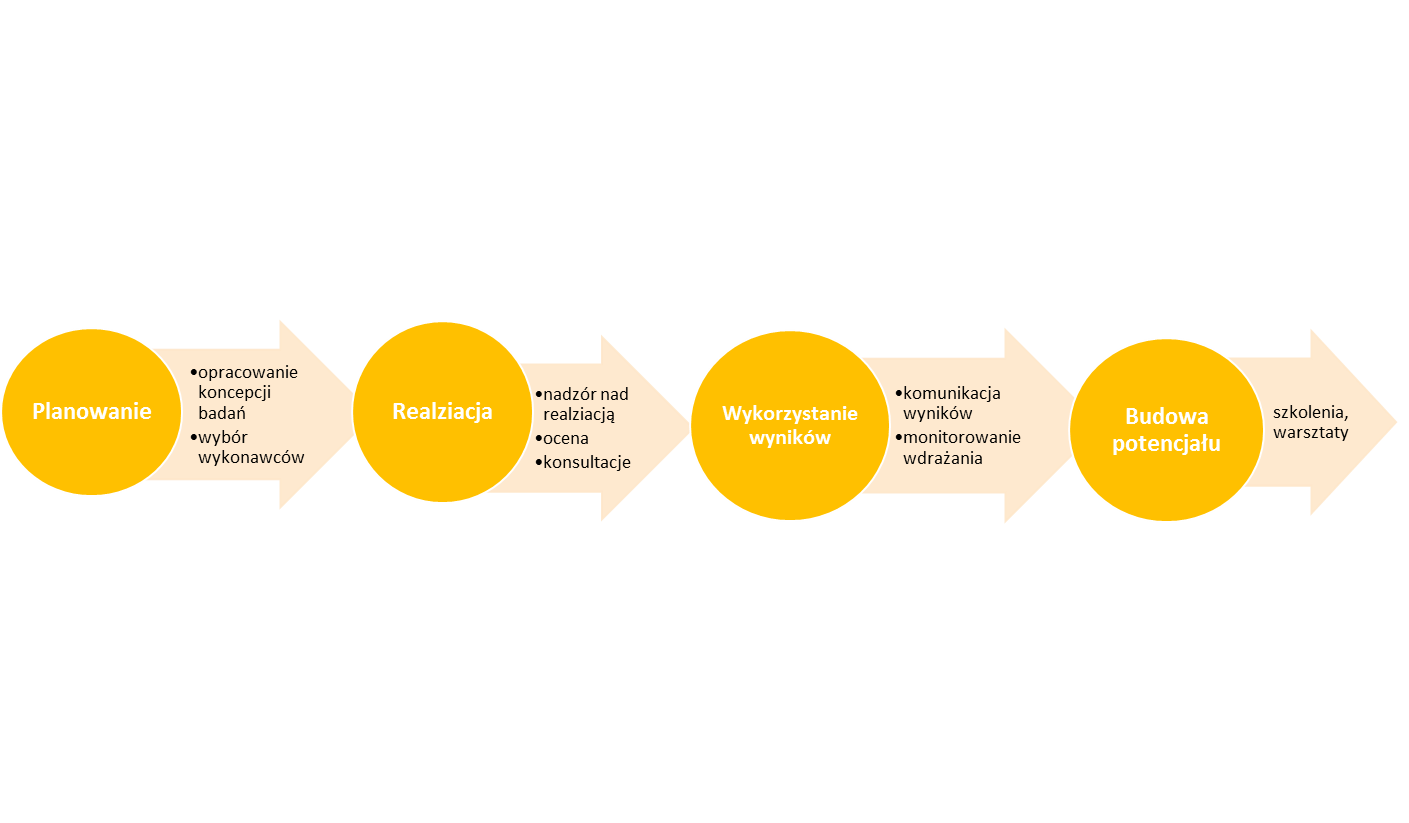 Planowanie
•opracowanie
koncepcji
badań
•wybór
wykonawców
Realziacja
•nadzór nad
realziacją
•ocena
•konsultacje
Wykorzystanie
wyników
•komunikacja
wyników
•monitorowanie
wdrażania
Budowa
potencjału
szkolenia,
warsztaty